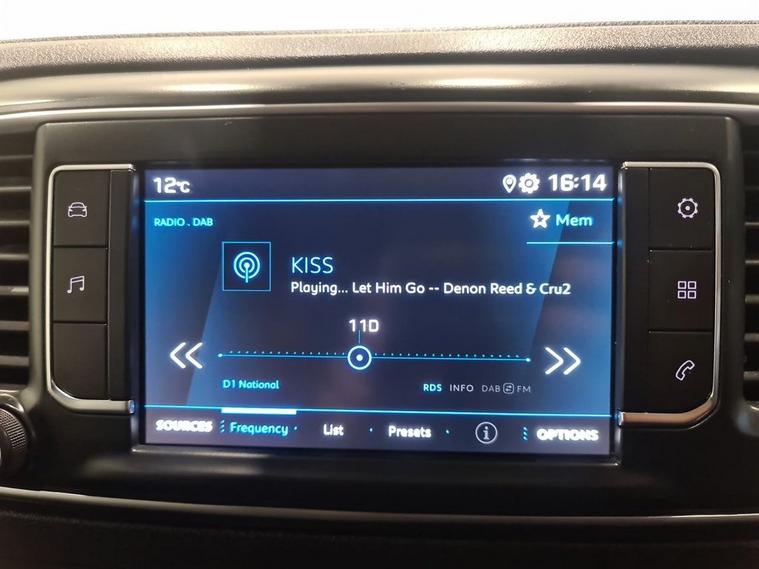 12°C
16:14
RADIO . DAB
Mem
KISS
Playing... Let Him Go -- Denon Reed & Cru2
11D
D1 National
RDS INFO DAB FM
SOURCES Frequency List Presets i OPTIONS